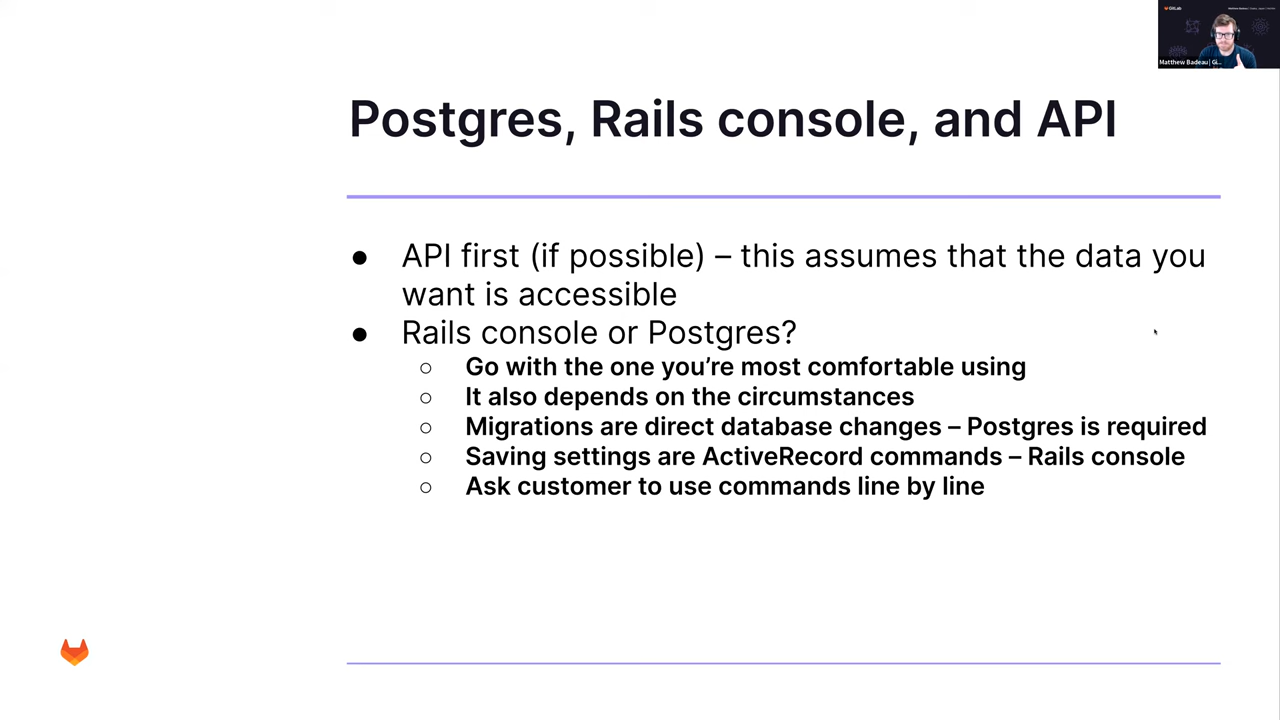 GitLab
Matthew Badeau | Gi...
Postgres, Rails console, and API
● API first (if possible) – this assumes that the data you
want is accessible
● Rails console or Postgres?
○ Go with the one you’re most comfortable using
○ It also depends on the circumstances
○ Migrations are direct database changes – Postgres is required
○ Saving settings are ActiveRecord commands – Rails console
○ Ask customer to use commands line by line